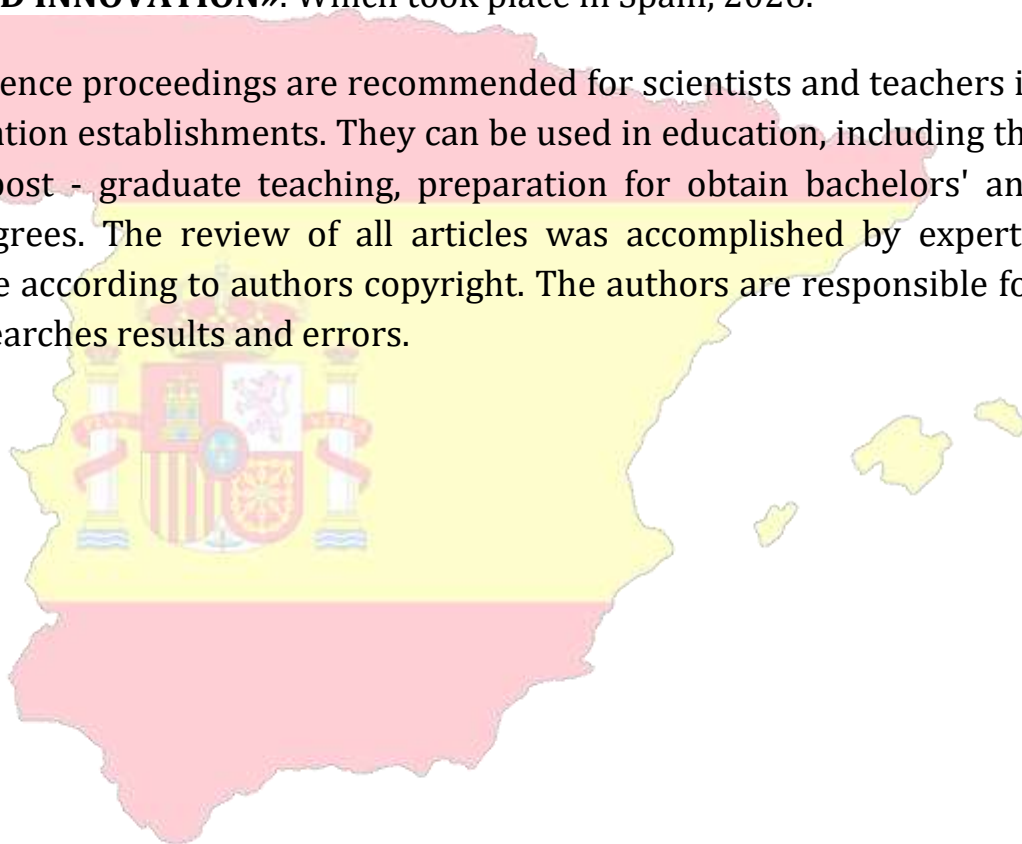 D INNOVATION». Which took place in Spain,
ence proceedings are recommended for scientists and teachers i
ation establishments. They can be used in education, including th
post - graduate teaching, preparation for obtain bachelors' an
grees. The review of all articles was accomplished by expert
e according to authors copyright. The authors are responsible fo
earches results and errors.